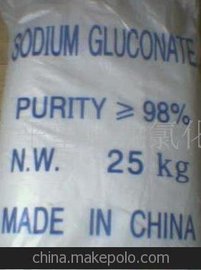 SODIUM GLUCONATE
PURITY ≥ 98%
N.W. 25 kg
MADE IN CHINA
china.makepolo.com